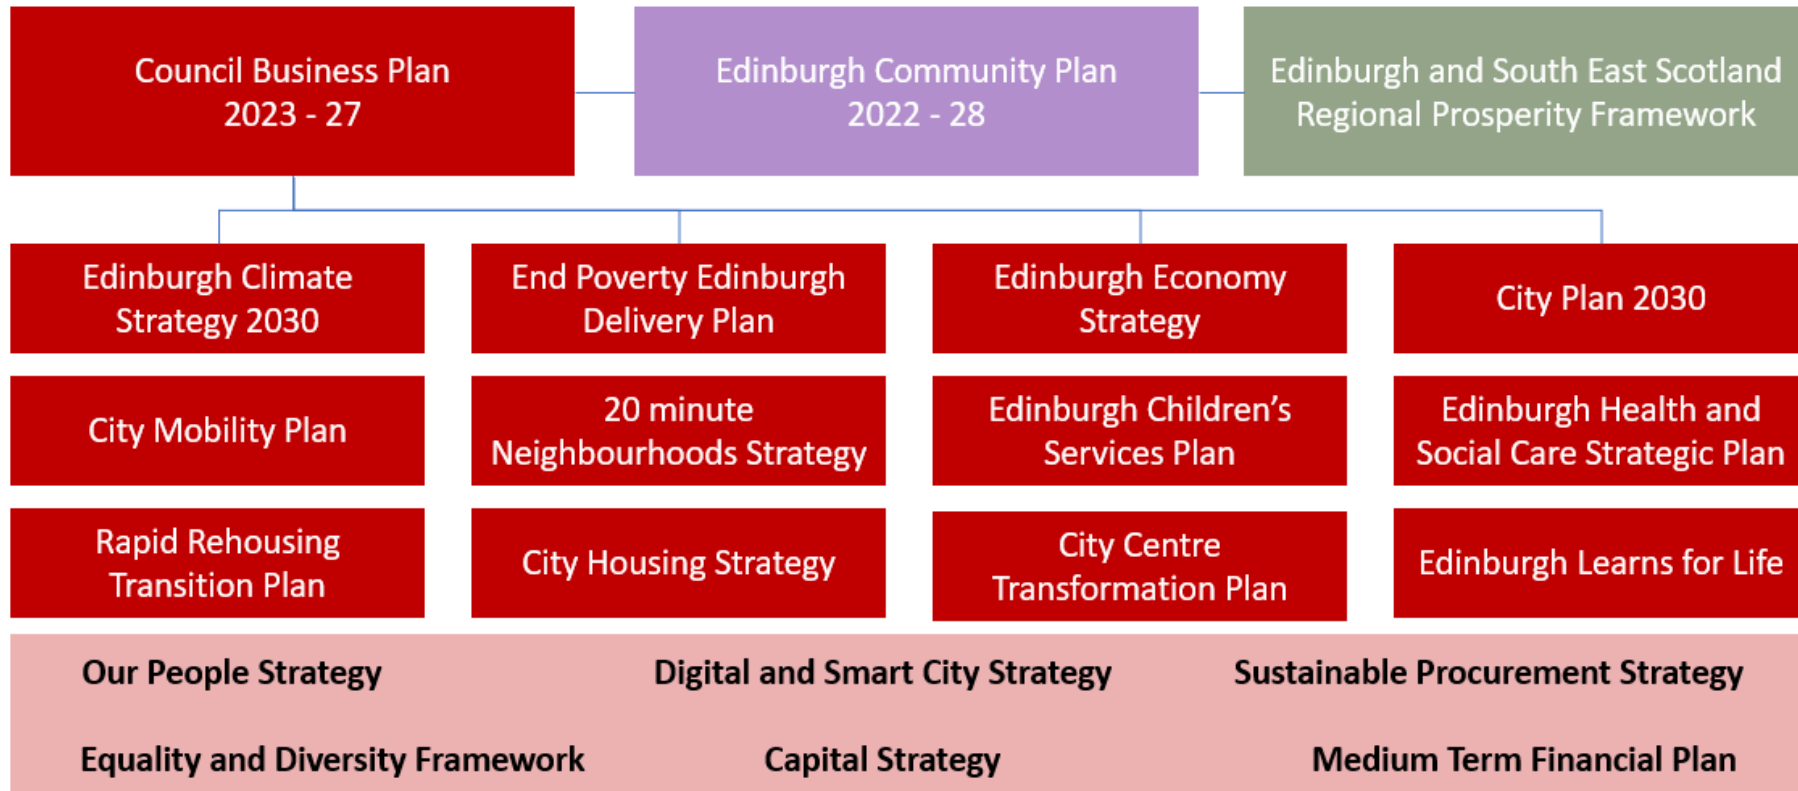 Council Business Plan
2023 - 27
Edinburgh Community Plan
2022 - 28
Edinburgh and South East Scotland
Regional Prosperity Framework
Edinburgh Climate
Strategy 2030
End Poverty Edinburgh
Delivery Plan
Edinburgh Economy
Strategy
City Plan 2030
City Mobility Plan
20 minute
Neighbourhoods Strategy
Edinburgh Children’s
Services Plan
Edinburgh Health and
Social Care Strategic Plan
Rapid Rehousing
Transition Plan
City Housing Strategy
City Centre
Transformation Plan
Edinburgh Learns for Life
Our People Strategy
Digital and Smart City Strategy
Sustainable Procurement Strategy
Equality and Diversity Framework
Capital Strategy
Medium Term Financial Plan